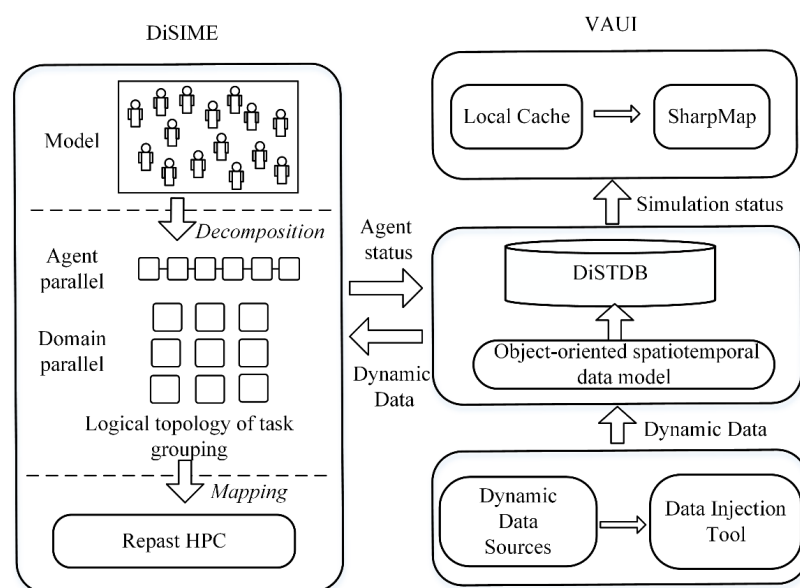 DiSIME
Model
Decomposition
Agent
parallel
Domain
parallel
Logical topology of task
grouping
Mapping
Repast HPC
Agent
status
Dynamic
Data
VAUI
Local Cache
SharpMap
Simulation status
DiSTDB
Object-oriented spatiotemporal
data model
Dynamic Data
Dynamic
Data
Sources
Data Injection
Tool